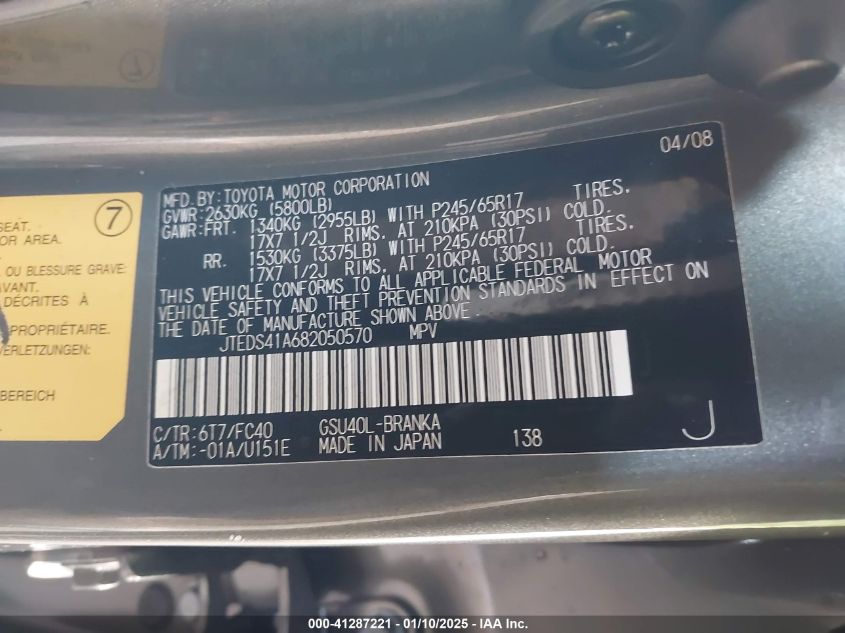 04/08
MFD. BY: TOYOTA MOTOR CORPORATION
GVWR: 2630KG (5800LB)
GAWR: FRT. 1340KG (2955LB) WITH P245/65R17 TIRES.
17X7 1/2J RIMS. AT 210KPA (30PSI) COLD.
RR. 1530KG (3375LB) WITH P245/65R17 TIRES.
17X7 1/2J RIMS. AT 210KPA (30PSI) COLD.
THIS VEHICLE CONFORMS TO ALL APPLICABLE FEDERAL MOTOR
VEHICLE SAFETY AND THEFT PREVENTION STANDARDS IN EFFECT ON
THE DATE OF MANUFACTURE SHOWN ABOVE.
JTEDS41A682050570 MPV
C/TR: 6T7/FC40 GSU40L-BRANKA
A/TM: -01A/U151E MADE IN JAPAN 138 J
7
SEAT.
OR AREA.
OU BLESSURE GRAVE:
AVANT.
DÉCRITES À
PROPRIÉTAIRE.
VERLETZUNGEN:
BEREICH
000-41287221 - 01/10/2025 - IAA Inc.